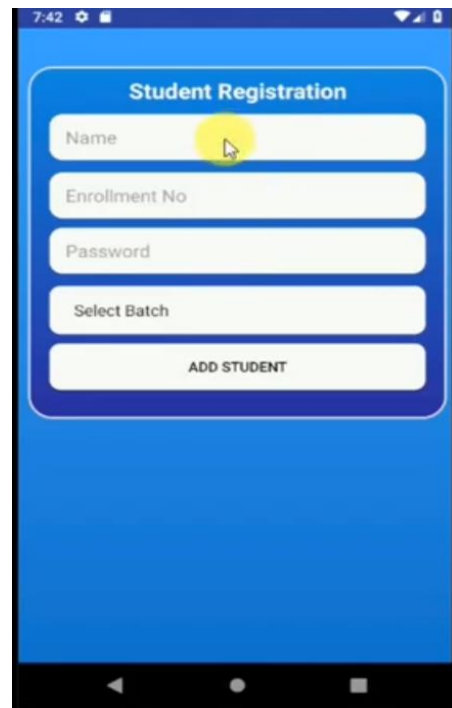 7:42
Student Registration
Name
Enrollment No
Password
Select Batch
ADD STUDENT